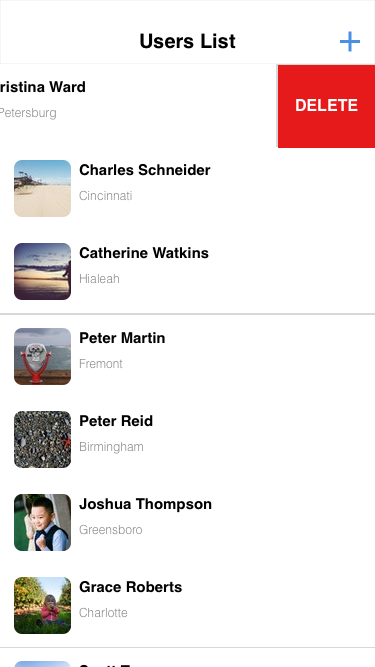 Users List
ristina Ward
Petersburg
DELETE
Charles Schneider
Cincinnati
Catherine Watkins
Hialeah
Peter Martin
Fremont
Peter Reid
Birmingham
Joshua Thompson
Greensboro
Grace Roberts
Charlotte